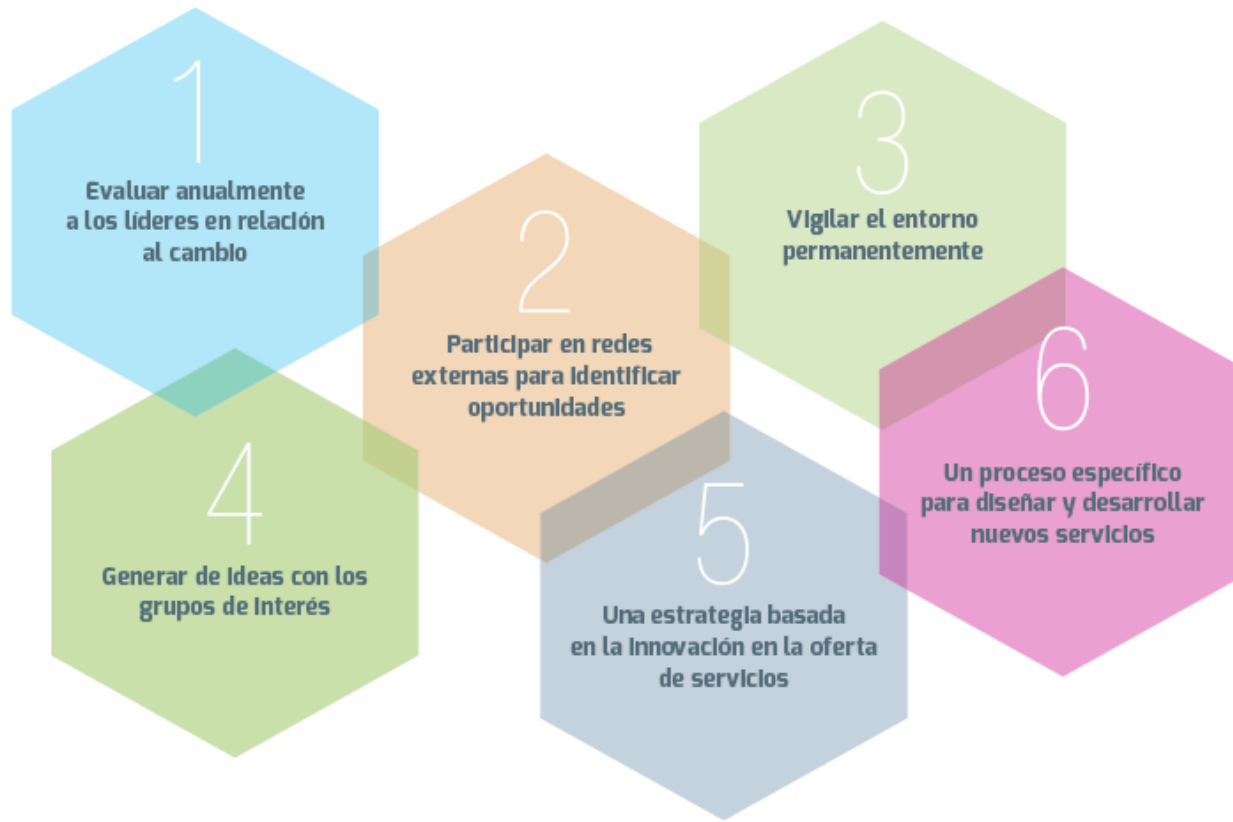 1
Evaluar anualmente
a los líderes en relación
al cambio
2
Participar en redes
externas para identificar
oportunidades
3
Vigilar el entorno
permanentemente
4
Generar de ideas con los
grupos de interés
5
Una estrategia basada
en la innovación en la oferta
de servicios
6
Un proceso específico
para diseñar y desarrollar
nuevos servicios